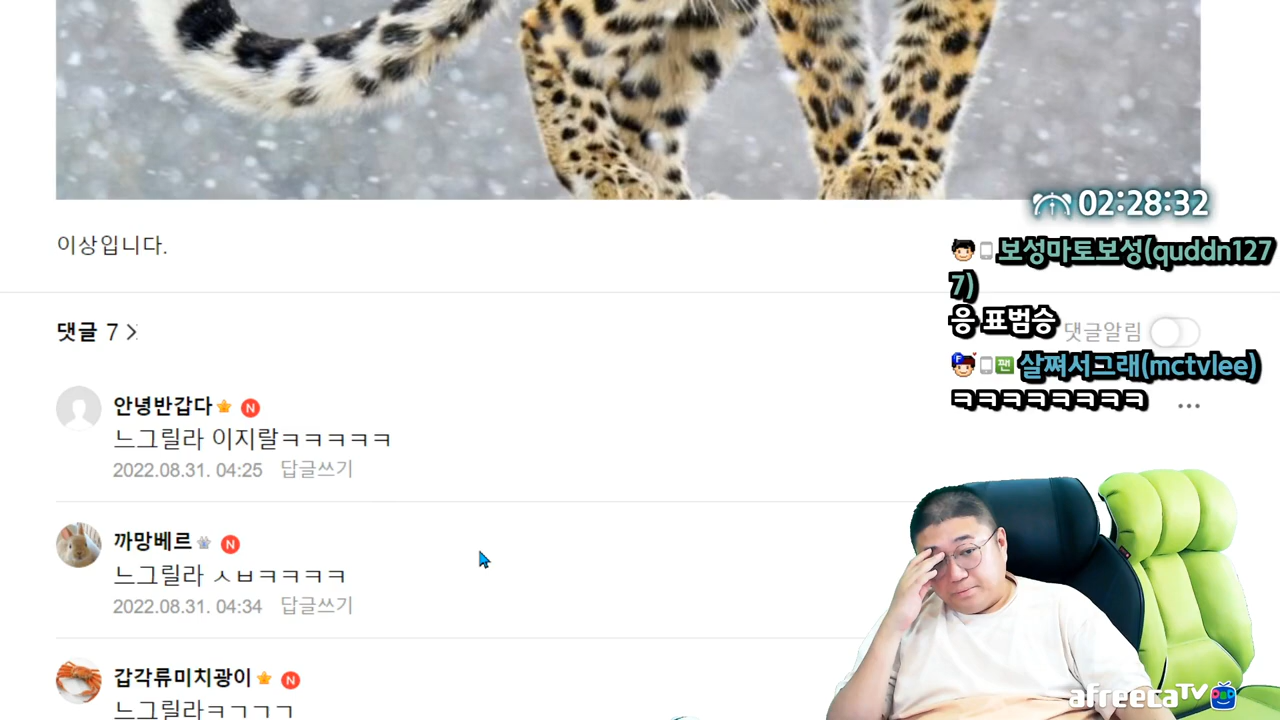 02:28:32
이상입니다.
보성마토보성(quddn127
7)
응 표범승
댓글 7
댓글알림
살쪄서그래(mctvlee)
ㅋㅋㅋㅋㅋㅋㅋㅋ
안녕반갑다 N
느그릴라 이지랄ㅋㅋㅋㅋㅋ
2022.08.31. 04:25 답글쓰기
까망베르 N
느그릴라 ㅅㅂㅋㅋㅋㅋ
2022.08.31. 04:34 답글쓰기
갑각류미치광이 N
느그릴라ㅋㄱㄱㄱ
afreecaTV